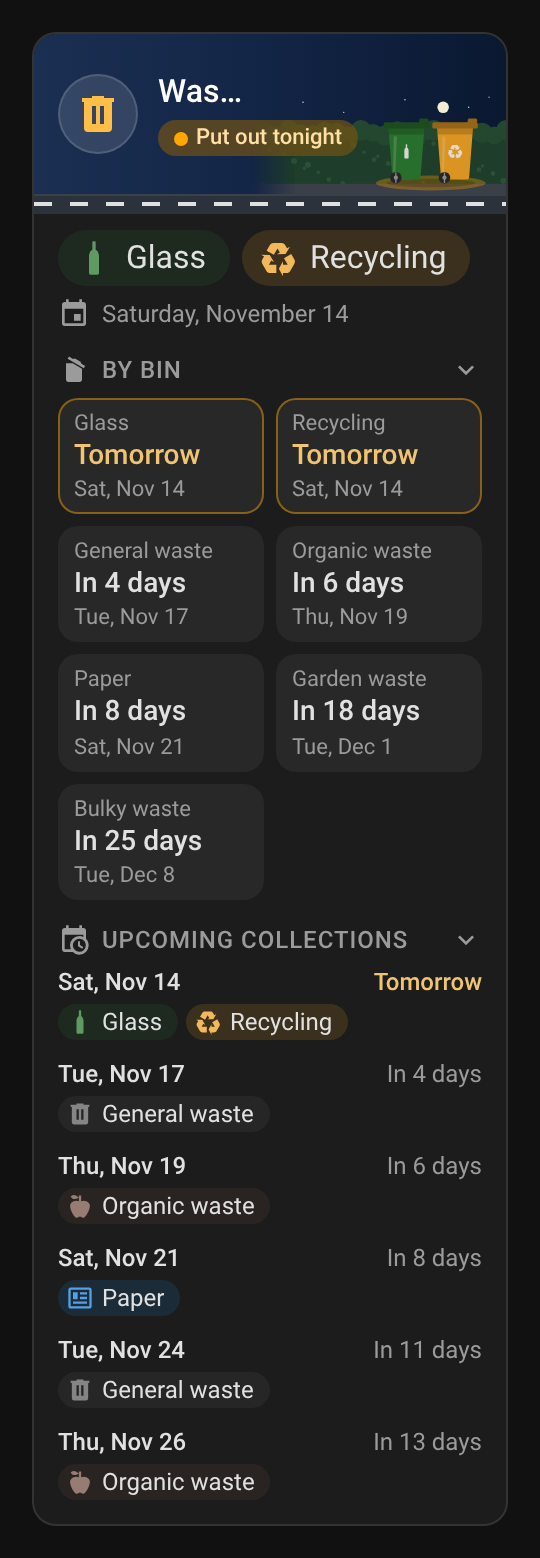 Was…
Put out tonight
Glass
Recycling
Saturday, November 14
BY BIN
Glass
Tomorrow
Sat, Nov 14
Recycling
Tomorrow
Sat, Nov 14
General waste
In 4 days
Tue, Nov 17
Organic waste
In 6 days
Thu, Nov 19
Paper
In 8 days
Sat, Nov 21
Garden waste
In 18 days
Tue, Dec 1
Bulky waste
In 25 days
Tue, Dec 8
UPCOMING COLLECTIONS
Sat, Nov 14 Tomorrow
Glass Recycling
Tue, Nov 17 In 4 days
General waste
Thu, Nov 19 In 6 days
Organic waste
Sat, Nov 21 In 8 days
Paper
Tue, Nov 24 In 11 days
General waste
Thu, Nov 26 In 13 days
Organic waste